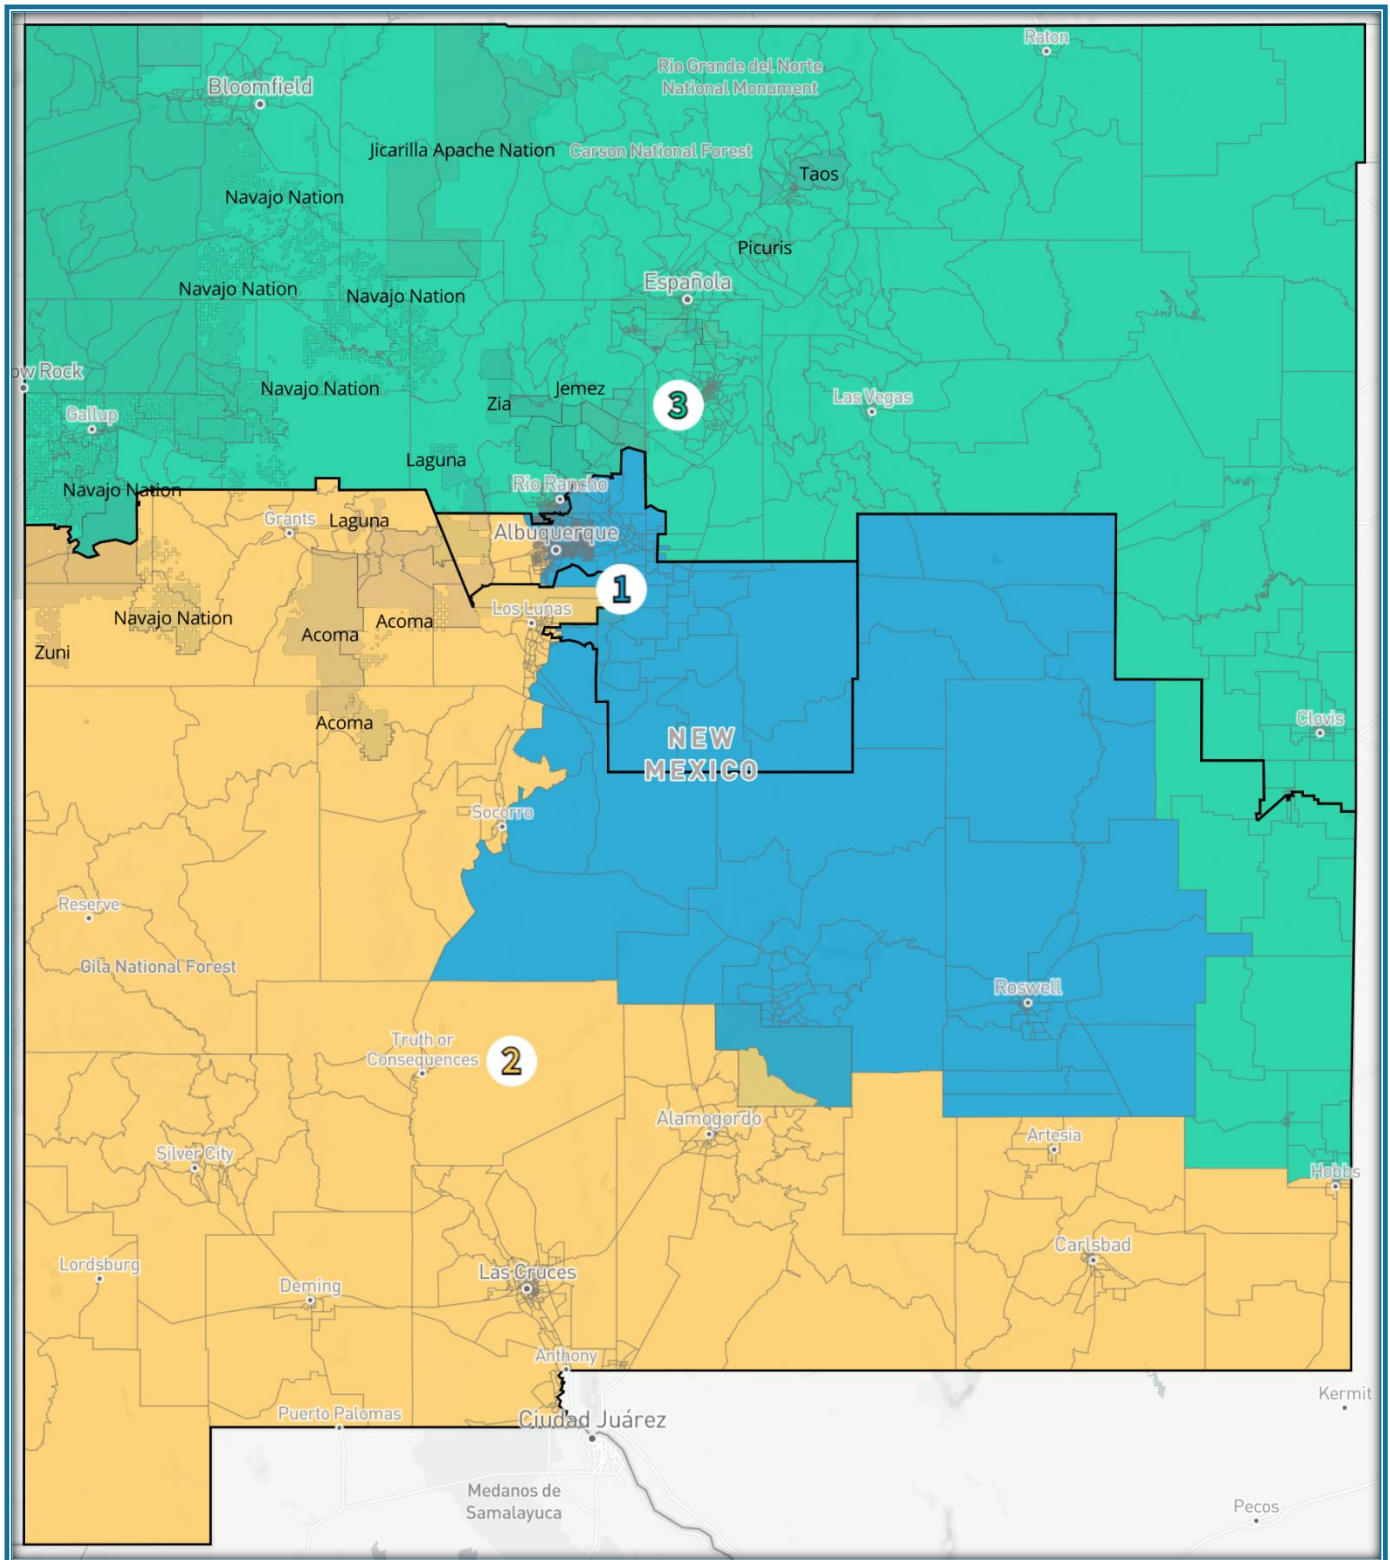 Raton
Rio Grande del Norte
National Monument
Bloomfield
Jicarilla Apache Nation
Carson National Forest
Taos
Navajo Nation
Picuris
Española
Navajo Nation
Navajo Nation
ow Rock
Navajo Nation
Jemez
Zia
3
Las Vegas
Gallup
Laguna
Navajo Nation
Rio Rancho
Grants
Laguna
Albuquerque
1
Los Lunas
Navajo Nation
Acoma
Acoma
Zuni
Acoma
Clovis
NEW
MEXICO
Socorro
Reserve
Gila National Forest
Roswell
Truth or
Consequences
2
Alamogordo
Artesia
Silver City
Hobbs
Carlsbad
Lordsburg
Las Cruces
Deming
Anthony
Kermit
Puerto Palomas
Ciudad Juárez
Medanos de
Samalayuca
Pecos